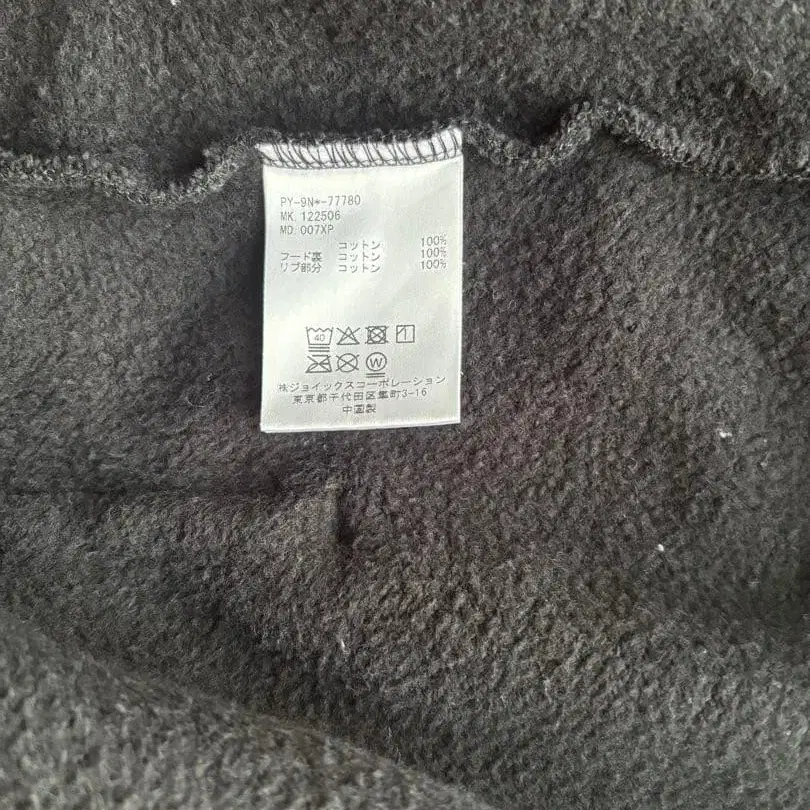 PY-9N*-77780
MK. 122506
MD. 007XP
コットン 100%
フード裏 コットン 100%
リブ部分 コットン 100%
40
W
株ジョイックスコーポレーション
東京都千代田区隼町3-16
中国製